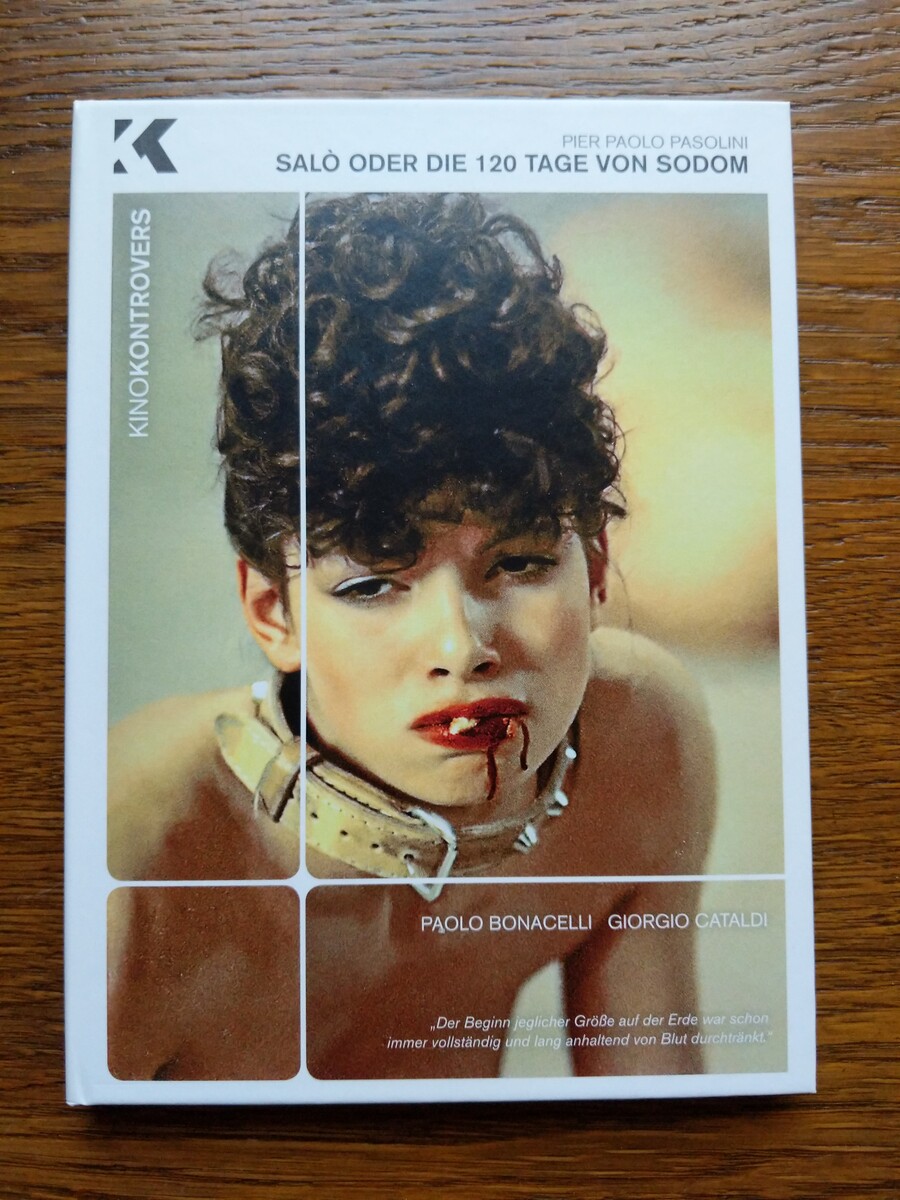 K
PIER PAOLO PASOLINI
SALÒ ODER DIE 120 TAGE VON SODOM
KINOKONTROVERS
PAOLO BONACELLI GIORGIO CATALDI
„Der Beginn jeglicher Größe auf der Erde war schon
immer vollständig und lang anhaltend von Blut durchtränkt.“